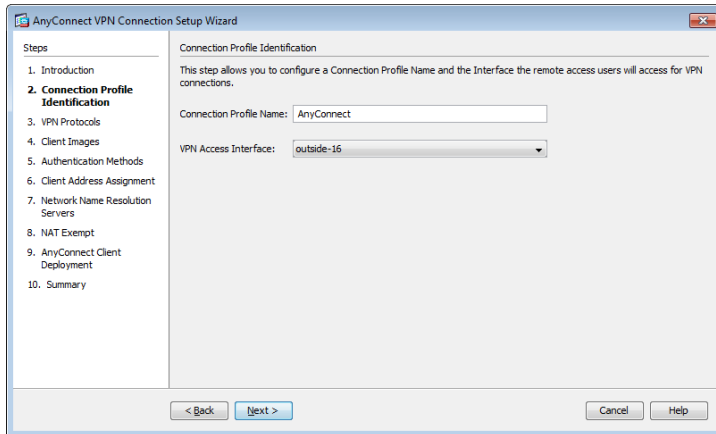 AnyConnect VPN Connection Setup Wizard
Steps
1. Introduction
2. Connection Profile
Identification
3. VPN Protocols
4. Client Images
5. Authentication Methods
6. Client Address Assignment
7. Network Name Resolution
Servers
8. NAT Exempt
9. AnyConnect Client
Deployment
10. Summary
Connection Profile Identification
This step allows you to configure a Connection Profile Name and the Interface the remote access users will access for VPN
connections.
Connection Profile Name: AnyConnect
VPN Access Interface: outside-16
< Back Next > Cancel Help